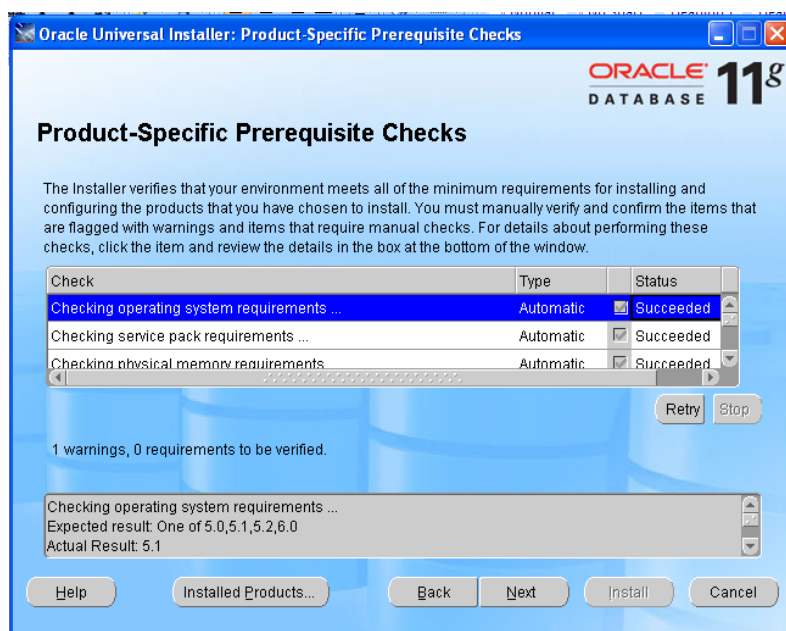 Oracle Universal Installer: Product-Specific Prerequisite Checks
ORACLE
DATABASE 11g
Product-Specific Prerequisite Checks
The Installer verifies that your environment meets all of the minimum requirements for installing and
configuring the products that you have chosen to install. You must manually verify and confirm the items that
are flagged with warnings and items that require manual checks. For details about performing these
checks, click the item and review the details in the box at the bottom of the window.
Check Type Status
Checking operating system requirements ... Automatic Succeeded
Checking service pack requirements ... Automatic Succeeded
Checking physical memory requirements Automatic Succeeded
Retry Stop
1 warnings, 0 requirements to be verified.
Checking operating system requirements ...
Expected result: One of 5.0,5.1,5.2,6.0
Actual Result: 5.1
Help Installed Products... Back Next Install Cancel